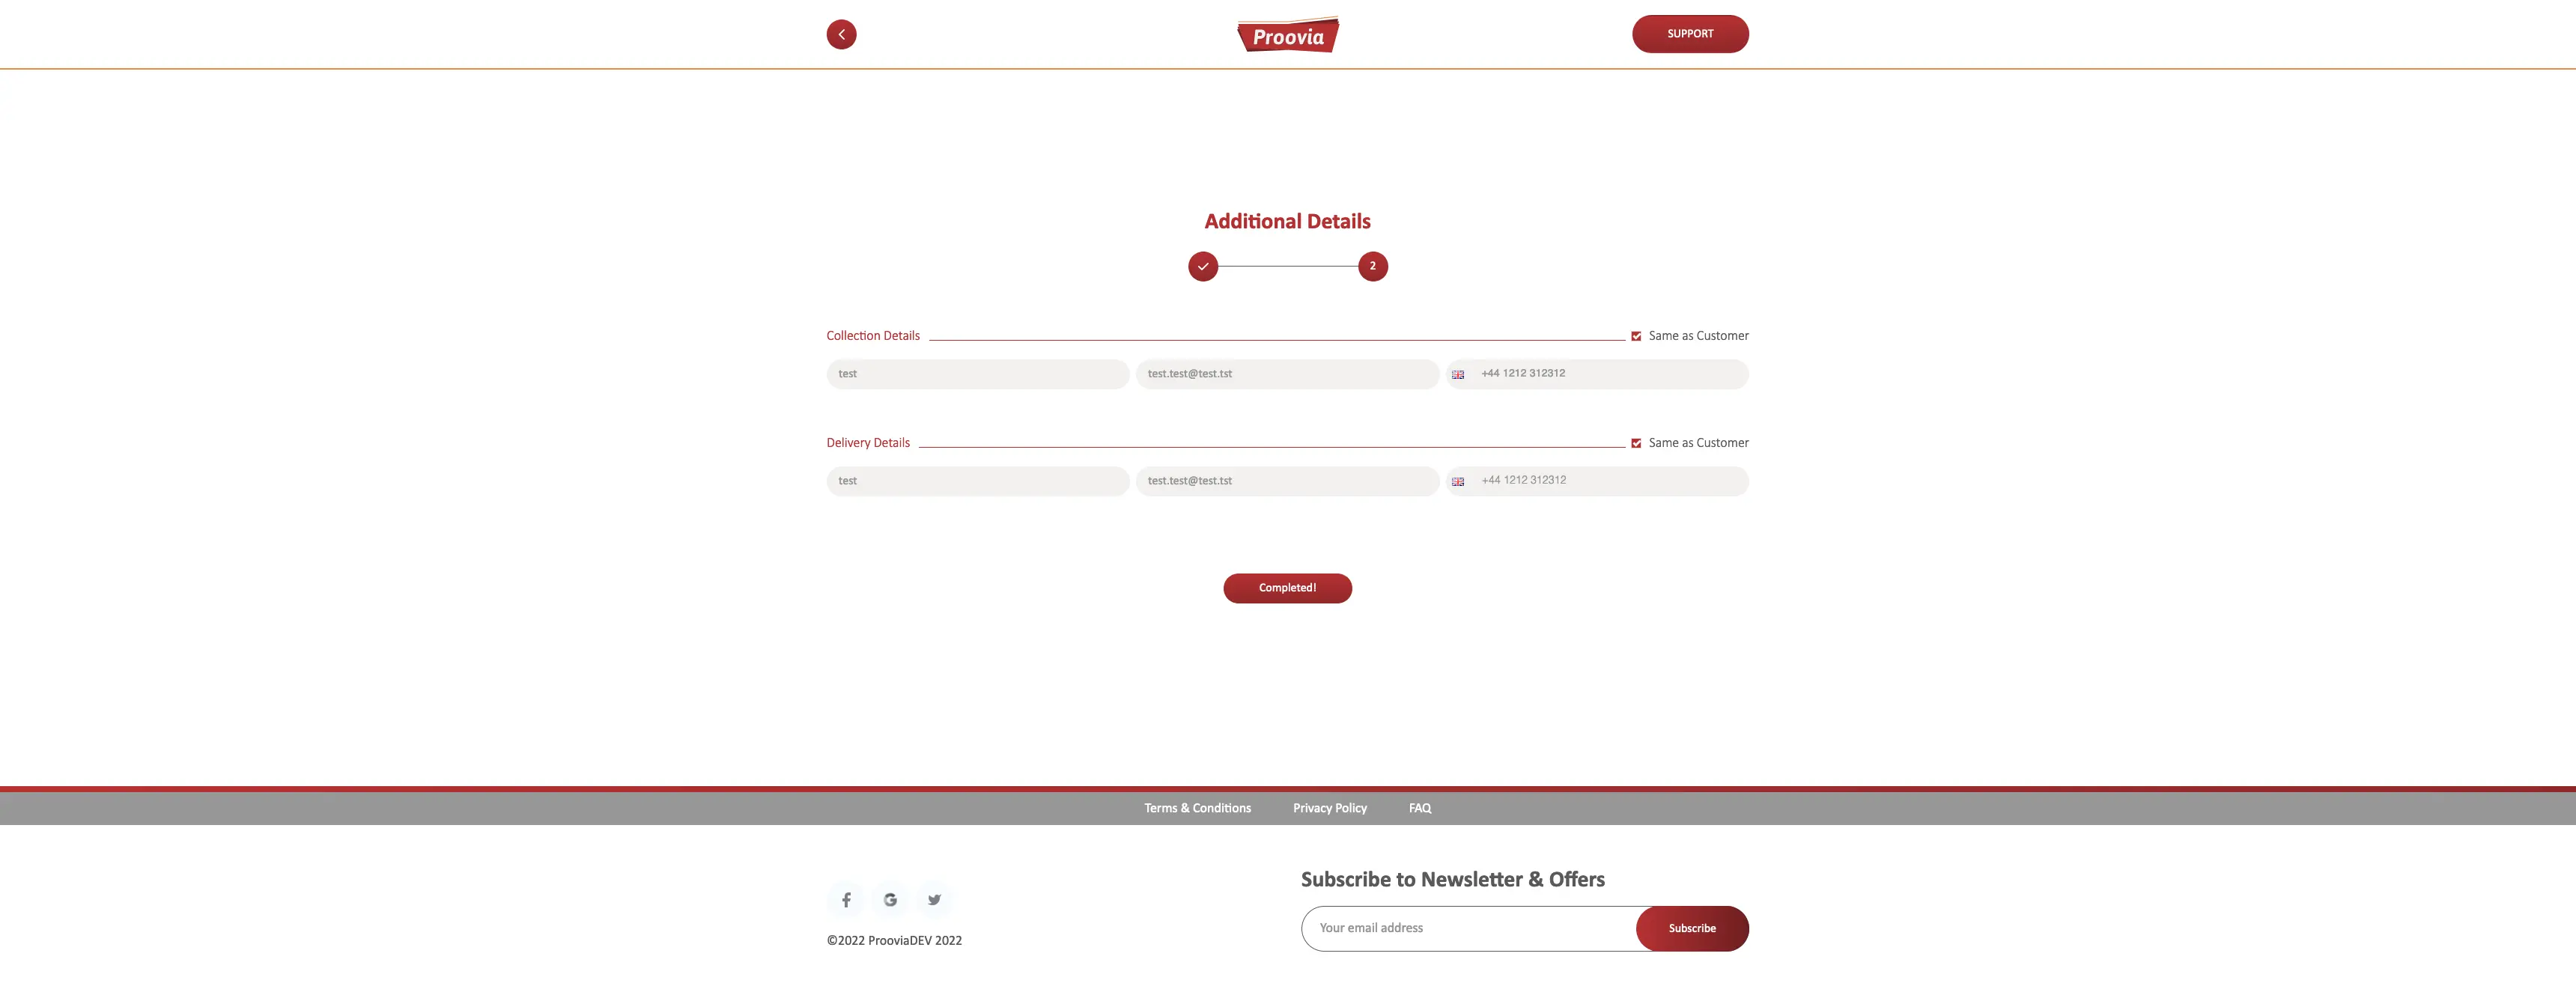 Proovia
SUPPORT
Additional Details
2
Collection Details
Same as Customer
test
test.test@test.tst
+44 1212 312312
Delivery Details
Same as Customer
test
test.test@test.tst
+44 1212 312312
Completed!
Terms & Conditions
Privacy Policy
FAQ
Subscribe to Newsletter & Offers
Your email address
Subscribe
©2022 ProoviaDEV 2022